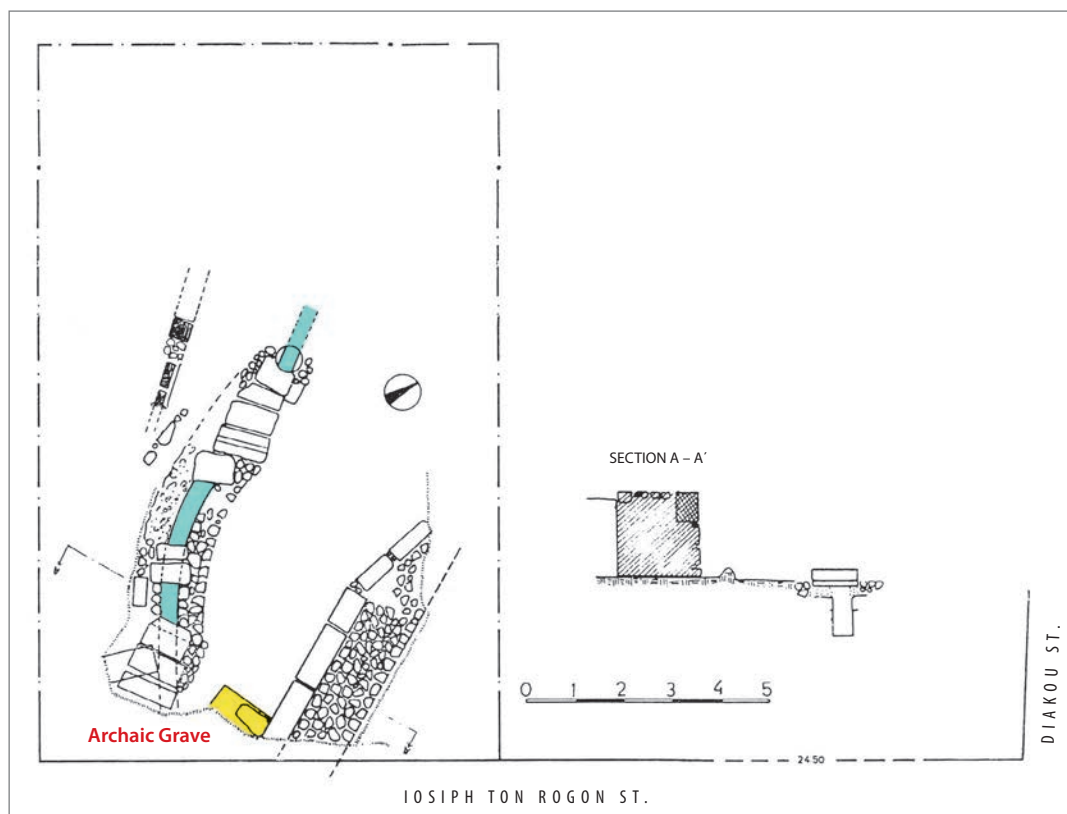 SECTION A – A´
0 1 2 3 4 5
Archaic Grave
24 50
IOSIPH TON ROGON ST.
DIAKOU ST.